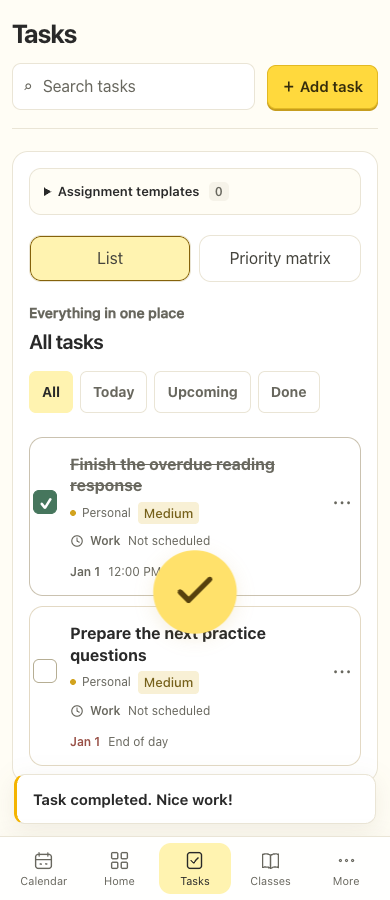 Tasks
Search tasks
+ Add task
Assignment templates 0
List
Priority matrix
Everything in one place
All tasks
All
Today
Upcoming
Done
Finish the overdue reading
response
Personal Medium
Work Not scheduled
Jan 1 12:00 PM
Prepare the next practice
questions
Personal Medium
Work Not scheduled
Jan 1 End of day
Task completed. Nice work!
Calendar
Home
Tasks
Classes
More